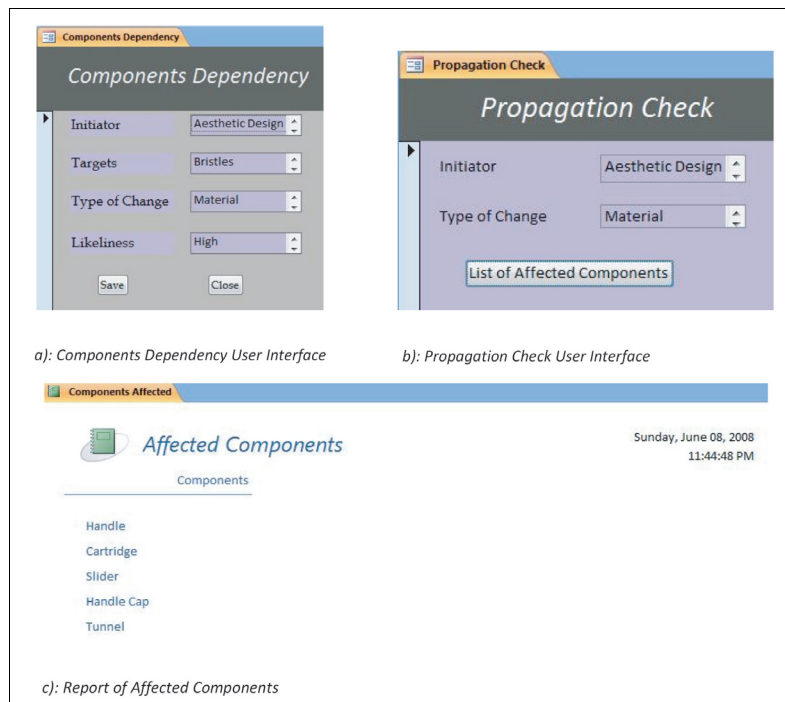 Components Dependency
Components Dependency
Initiator Aesthetic Design
Targets Bristles
Type of Change Material
Likeliness High
Save Close
a): Components Dependency User Interface
Propagation Check
Propagation Check
Initiator Aesthetic Design
Type of Change Material
List of Affected Components
b): Propagation Check User Interface
Components Affected
Affected Components
Sunday, June 08, 2008
11:44:48 PM
Components
Handle
Cartridge
Slider
Handle Cap
Tunnel
c): Report of Affected Components